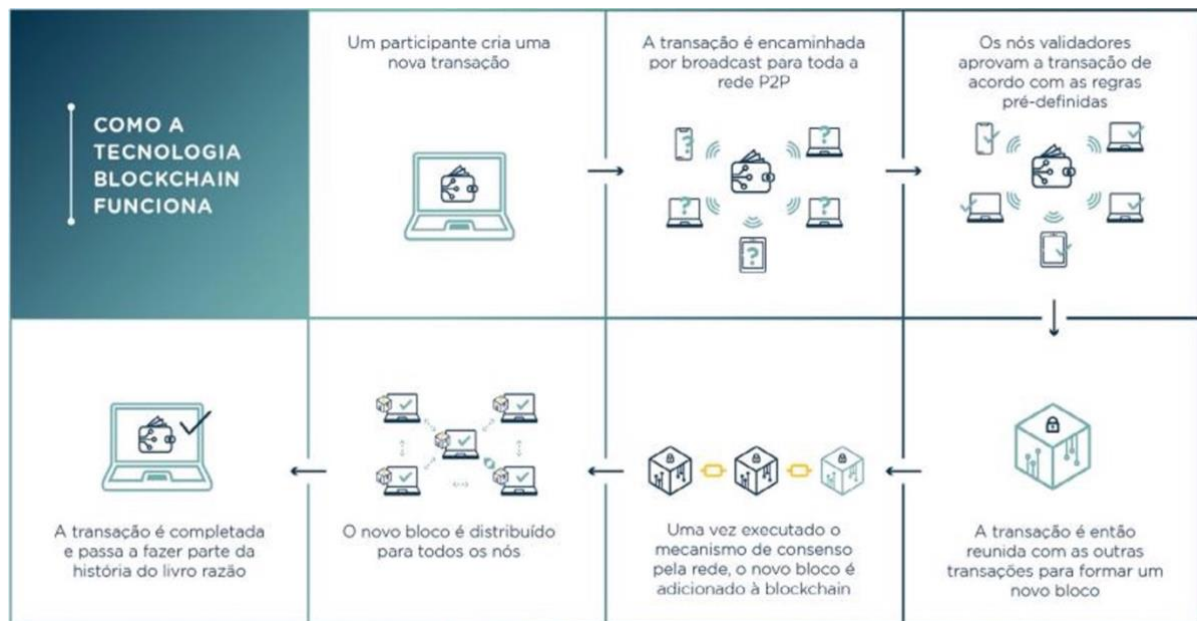 COMO A
TECNOLOGIA
BLOCKCHAIN
FUNCIONA
Um participante cria uma
nova transação
A transação é encaminhada
por broadcast para toda a
rede P2P
Os nós validadores
aprovam a transação de
acordo com as regras
pré-definidas
A transação é então
reunida com as outras
transações para formar um
novo bloco
Uma vez executado o
mecanismo de consenso
pela rede, o novo bloco é
adicionado à blockchain
O novo bloco é distribuído
para todos os nós
A transação é completada
e passa a fazer parte da
história do livro razão